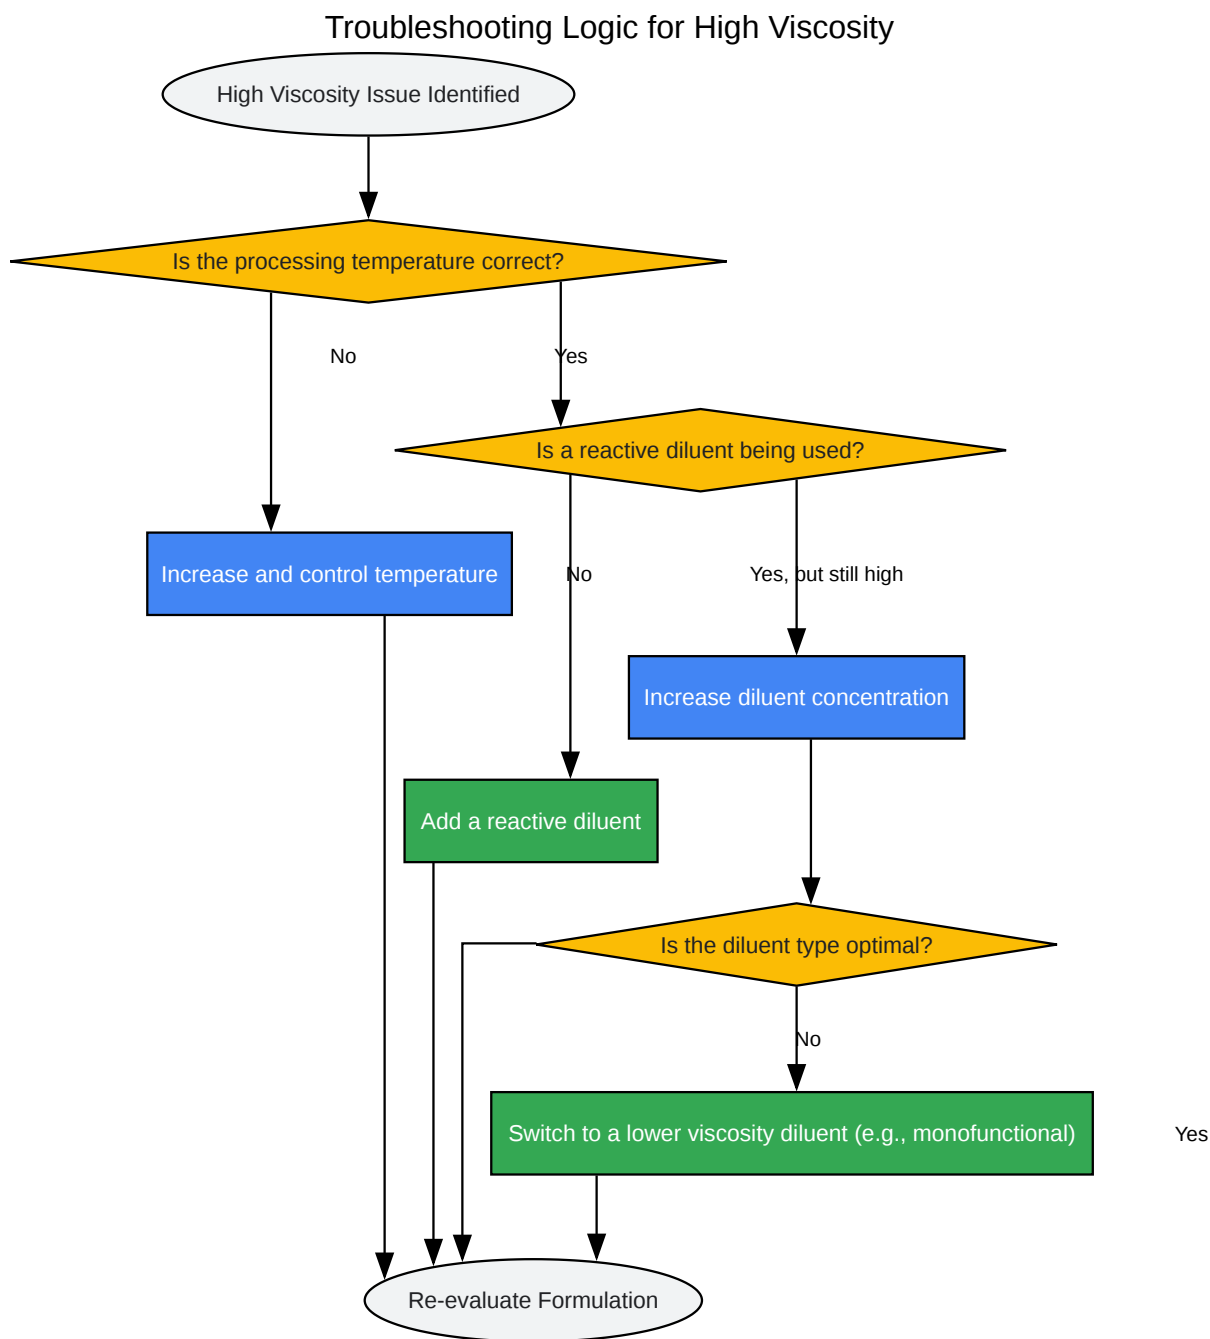 Troubleshooting Logic for High Viscosity
High Viscosity Issue Identified
Is the processing temperature correct?
No
Yes
Is a reactive diluent being used?
Increase and control temperature
No
Yes, but still high
Increase diluent concentration
Add a reactive diluent
Is the diluent type optimal?
No
Switch to a lower viscosity diluent (e.g., monofunctional)
Yes
Re-evaluate Formulation